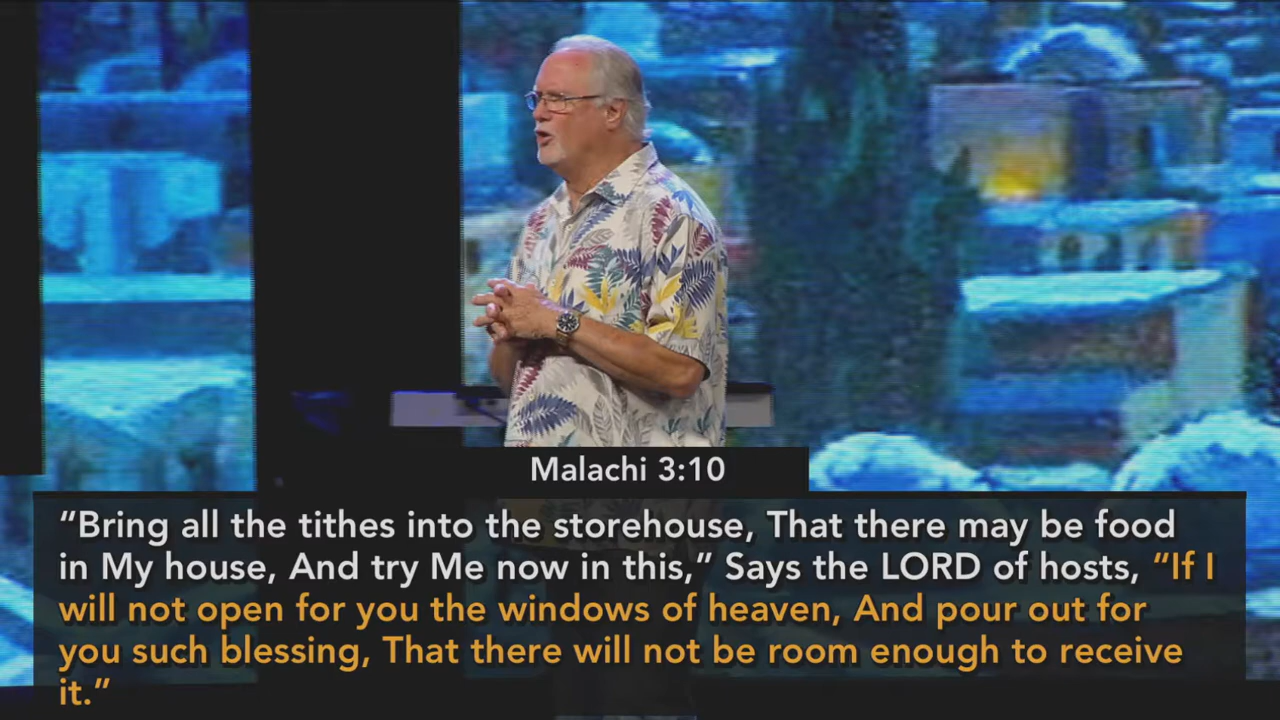 Malachi 3:10
“Bring all the tithes into the storehouse, That there may be food
in My house, And try Me now in this,” Says the LORD of hosts, “If I
will not open for you the windows of heaven, And pour out for
you such blessing, That there will not be room enough to receive
it.”